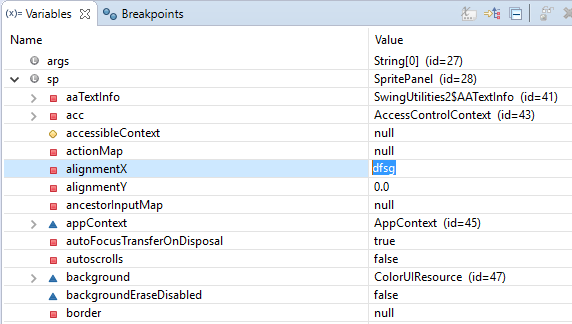 (x)= Variables Breakpoints
Name Value
args String[0] (id=27)
sp SpritePanel (id=28)
aaTextInfo SwingUtilities2$AATextInfo (id=41)
acc AccessControlContext (id=43)
accessibleContext null
actionMap null
alignmentX dfsg
alignmentY 0.0
ancestorInputMap null
appContext AppContext (id=45)
autoFocusTransferOnDisposal true
autoscrolls false
background ColorUIResource (id=47)
backgroundEraseDisabled false
border null